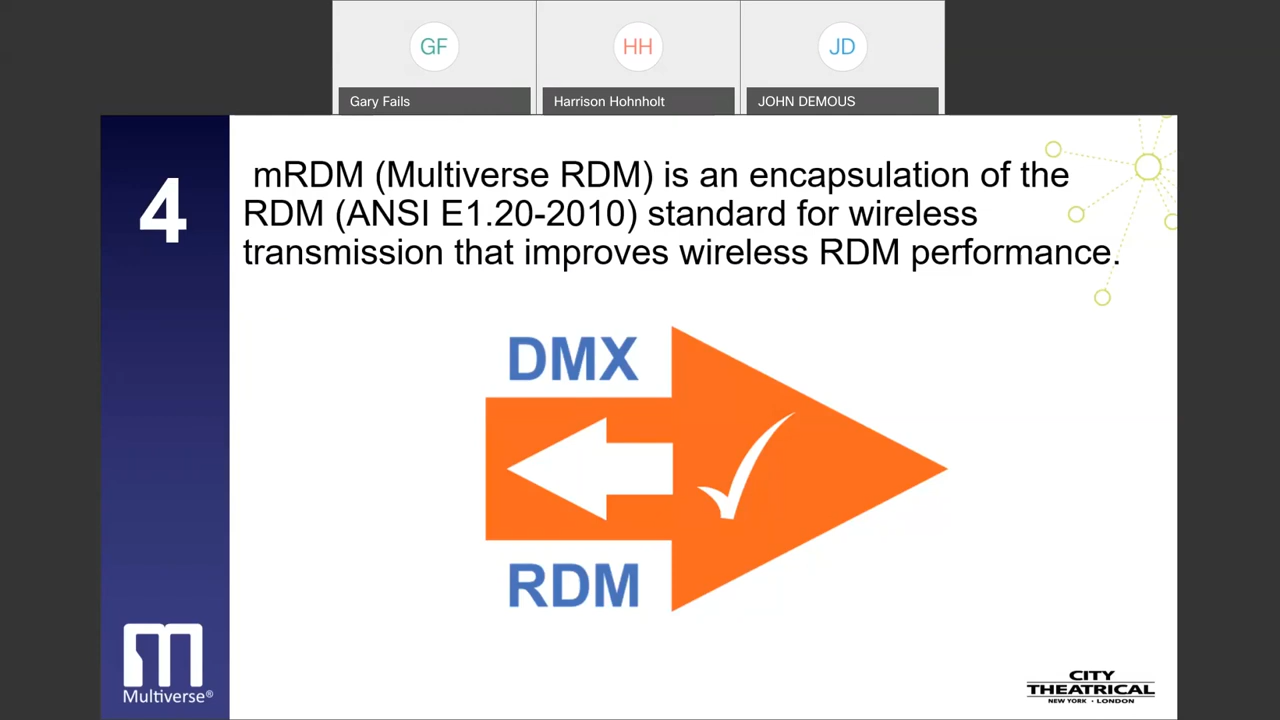 GF
HH
JD
Gary Fails
Harrison Hohnholt
JOHN DEMOUS
4
mRDM (Multiverse RDM) is an encapsulation of the
RDM (ANSI E1.20-2010) standard for wireless
transmission that improves wireless RDM performance.
DMX
RDM
m
Multiverse®
CITY
THEATRICAL
NEW YORK • LONDON